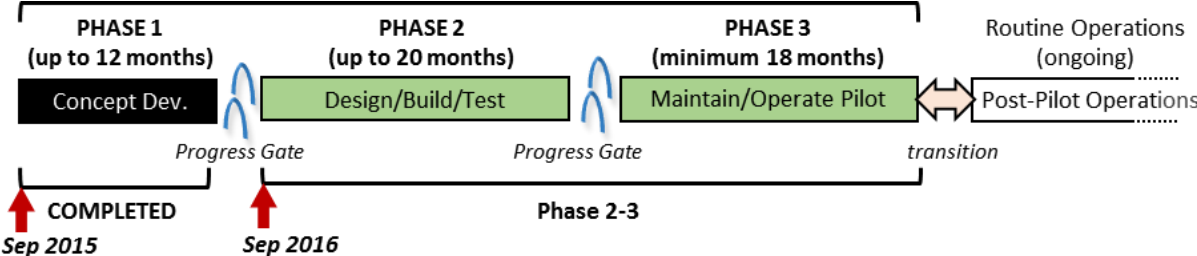 PHASE 1
(up to 12 months)
PHASE 2
(up to 20 months)
PHASE 3
(minimum 18 months)
Routine Operations
(ongoing)
Concept Dev.
Design/Build/Test
Maintain/Operate Pilot
Post-Pilot Operations
Progress Gate
Progress Gate
transition
COMPLETED
Phase 2-3
Sep 2015
Sep 2016